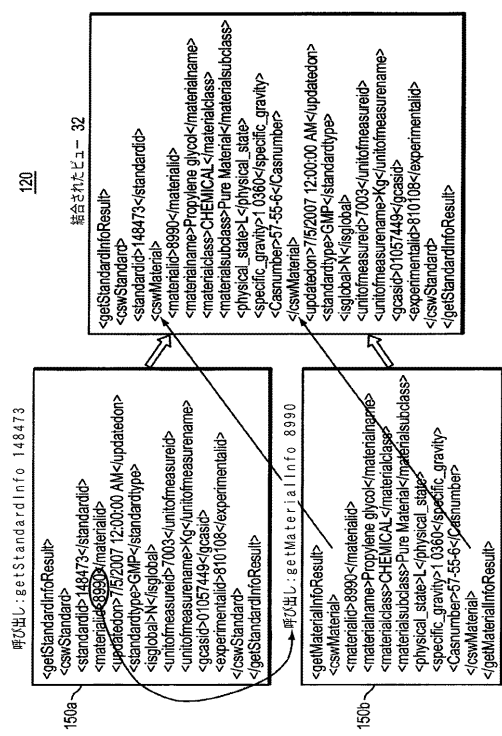 120
呼び出し:getStandardInfo 148473
150a
<getStandardInfoResult>
<cswStandard>
<standardid>148473</standardid>
<materialid>8990</materialid>
<updatedon>7/5/2007 12:00:00 AM</updatedon>
<standardtype>GMP</standardtype>
<isglobal>N</isglobal>
<unitofmeasureid>7003</unitofmeasureid>
<unitofmeasurename>Kg</unitofmeasurename>
<gcasid>01057449</gcasid>
<experimentalid>810108</experimentalid>
</cswStandard>
</getStandardInfoResult>
呼び出し:getMaterialInfo 8990
150b
<getMaterialInfoResult>
<cswMaterial>
<materialid>8990</materialid>
<materialname>Propylene glycol</materialname>
<materialclass>CHEMICAL</materialclass>
<materialsubclass>Pure Material</materialsubclass>
<physical_state>L</physical_state>
<specific_gravity>1 0360</specific_gravity>
<Casnumber>57-55-6</Casnumber>
</cswMaterial>
</getMaterialInfoResult>
結合されたビュー 32
<getStandardInfoResult>
<cswStandard>
<standardid>148473</standardid>
<cswMaterial>
<materialid>8990</materialid>
<materialname>Propylene glycol</materialname>
<materialclass>CHEMICAL</materialclass>
<materialsubclass>Pure Material</materialsubclass>
<physical_state>L</physical_state>
<specific_gravity>1 0360</specific_gravity>
<Casnumber>57-55-6</Casnumber>
</cswMaterial>
<updatedon>7/5/2007 12:00:00 AM</updatedon>
<standardtype>GMP</standardtype>
<isglobal>N</isglobal>
<unitofmeasureid>7003</unitofmeasureid>
<unitofmeasurename>Kg</unitofmeasurename>
<gcasid>01057449</gcasid>
<experimentalid>810108</experimentalid>
</cswStandard>
</getStandardInfoResult>